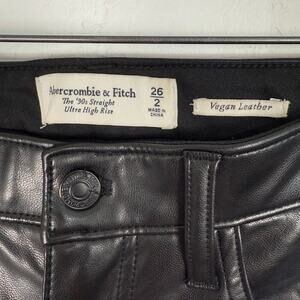 Abercrombie & Fitch
The '90s Straight
Ultra High Rise
26
2
MADE IN
CHINA
Vegan Leather